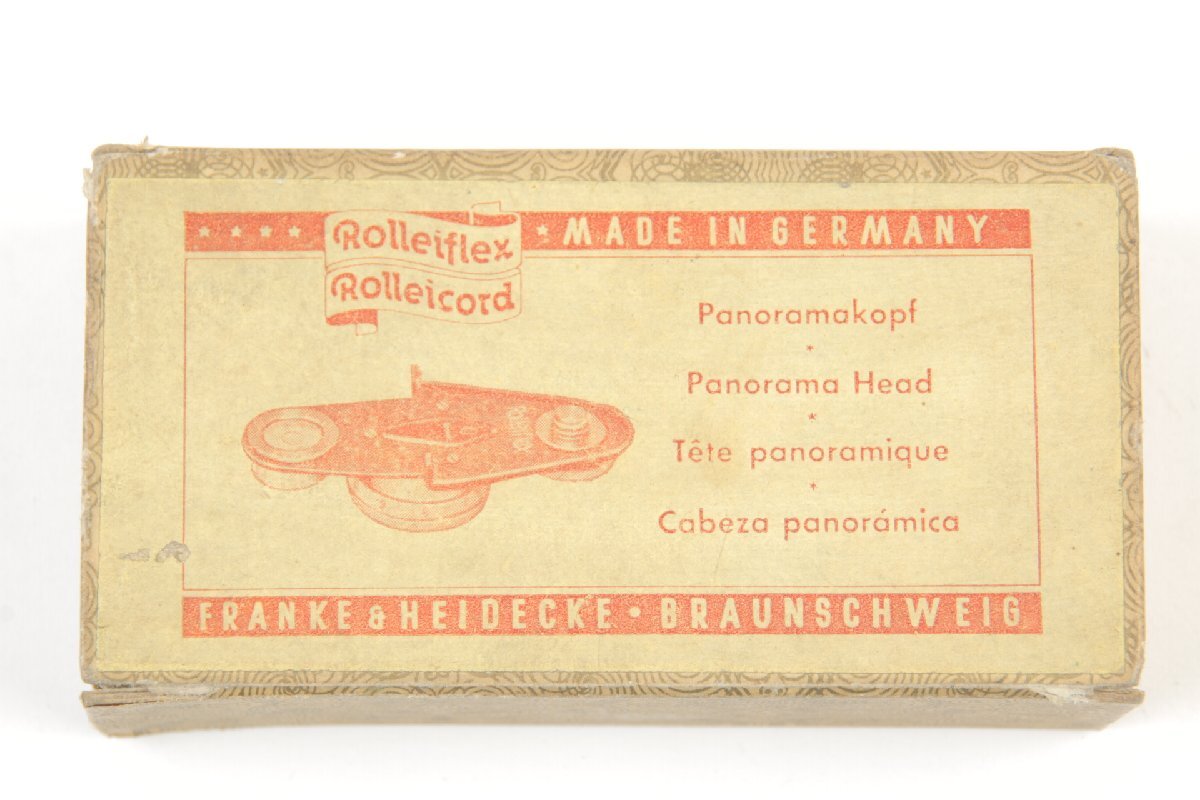 Rolleiflex
Rolleicord
MADE IN GERMANY
Panoramakopf
Panorama Head
Tête panoramique
Cabeza panorámica
FRANKE & HEIDECKE • BRAUNSCHWEIG